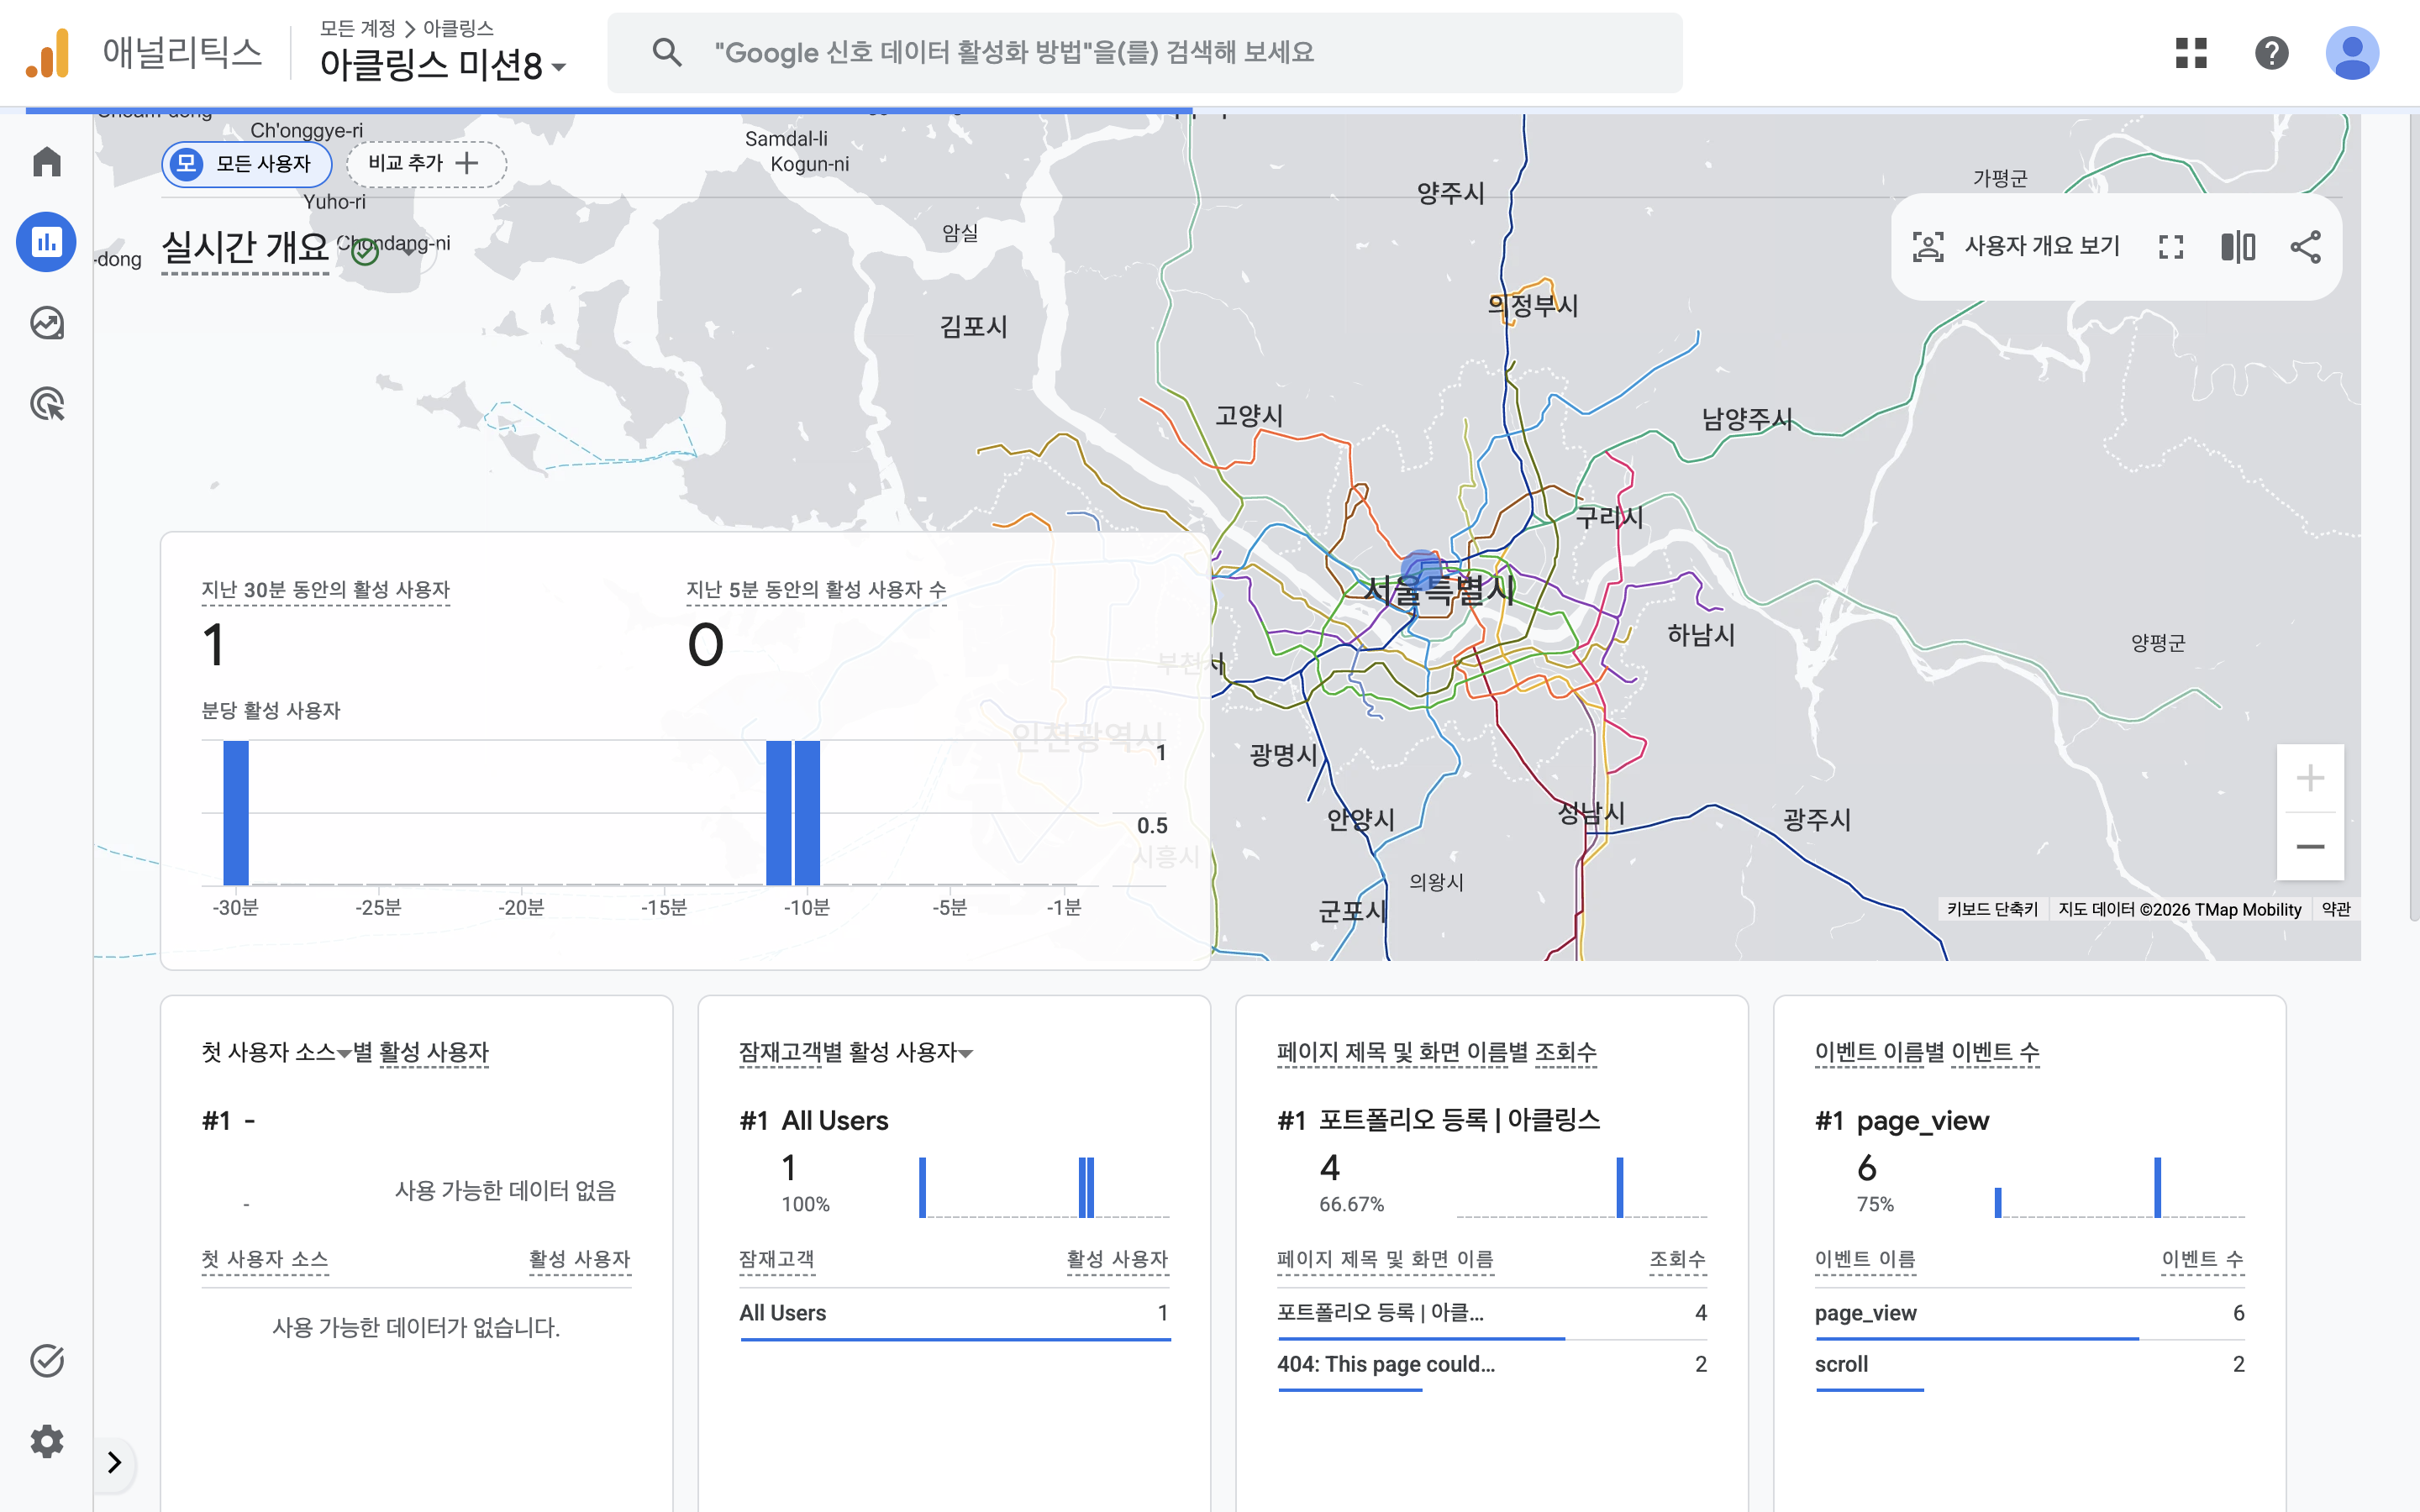 애널리틱스
모든 계정 > 아클링스
아클링스 미션8
"Google 신호 데이터 활성화 방법"을(를) 검색해 보세요
Ch'onggye-ri
Samdal-li
Kogun-ni
모 모든 사용자
비교 추가
Yuho-ri
양주시
가평군
암실
실시간 개요
Chondang-ni
-dong
사용자 개요 보기
의정부시
김포시
고양시
남양주시
구리시
서울특별시
하남시
양평군
부천시
인천광역시
광명시
시흥시
안양시
성남시
광주시
의왕시
군포시
지난 30분 동안의 활성 사용자
1
지난 5분 동안의 활성 사용자 수
0
분당 활성 사용자
1
0.5
-30분 -25분 -20분 -15분 -10분 -5분 -1분
키보드 단축키
지도 데이터 ©2026 TMap Mobility
약관
첫 사용자 소스별 활성 사용자
#1 -
-
사용 가능한 데이터 없음
첫 사용자 소스 활성 사용자
사용 가능한 데이터가 없습니다.
잠재고객별 활성 사용자
#1 All Users
1
100%
잠재고객 활성 사용자
All Users 1
페이지 제목 및 화면 이름별 조회수
#1 포트폴리오 등록 | 아클링스
4
66.67%
페이지 제목 및 화면 이름 조회수
포트폴리오 등록 | 아클... 4
404: This page could... 2
이벤트 이름별 이벤트 수
#1 page_view
6
75%
이벤트 이름 이벤트 수
page_view 6
scroll 2